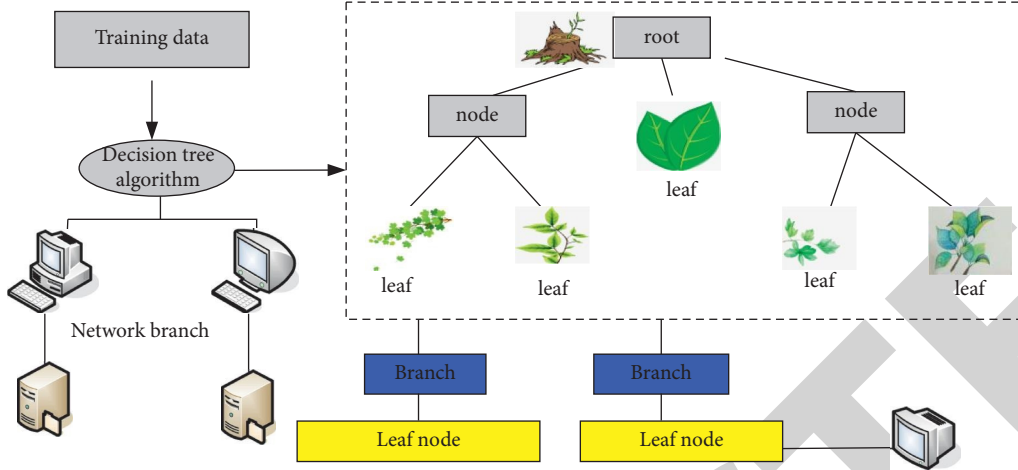 Training data
root
node
node
Decision tree
algorithm
leaf
leaf
leaf
leaf
leaf
Network branch
Branch
Branch
Leaf node
Leaf node